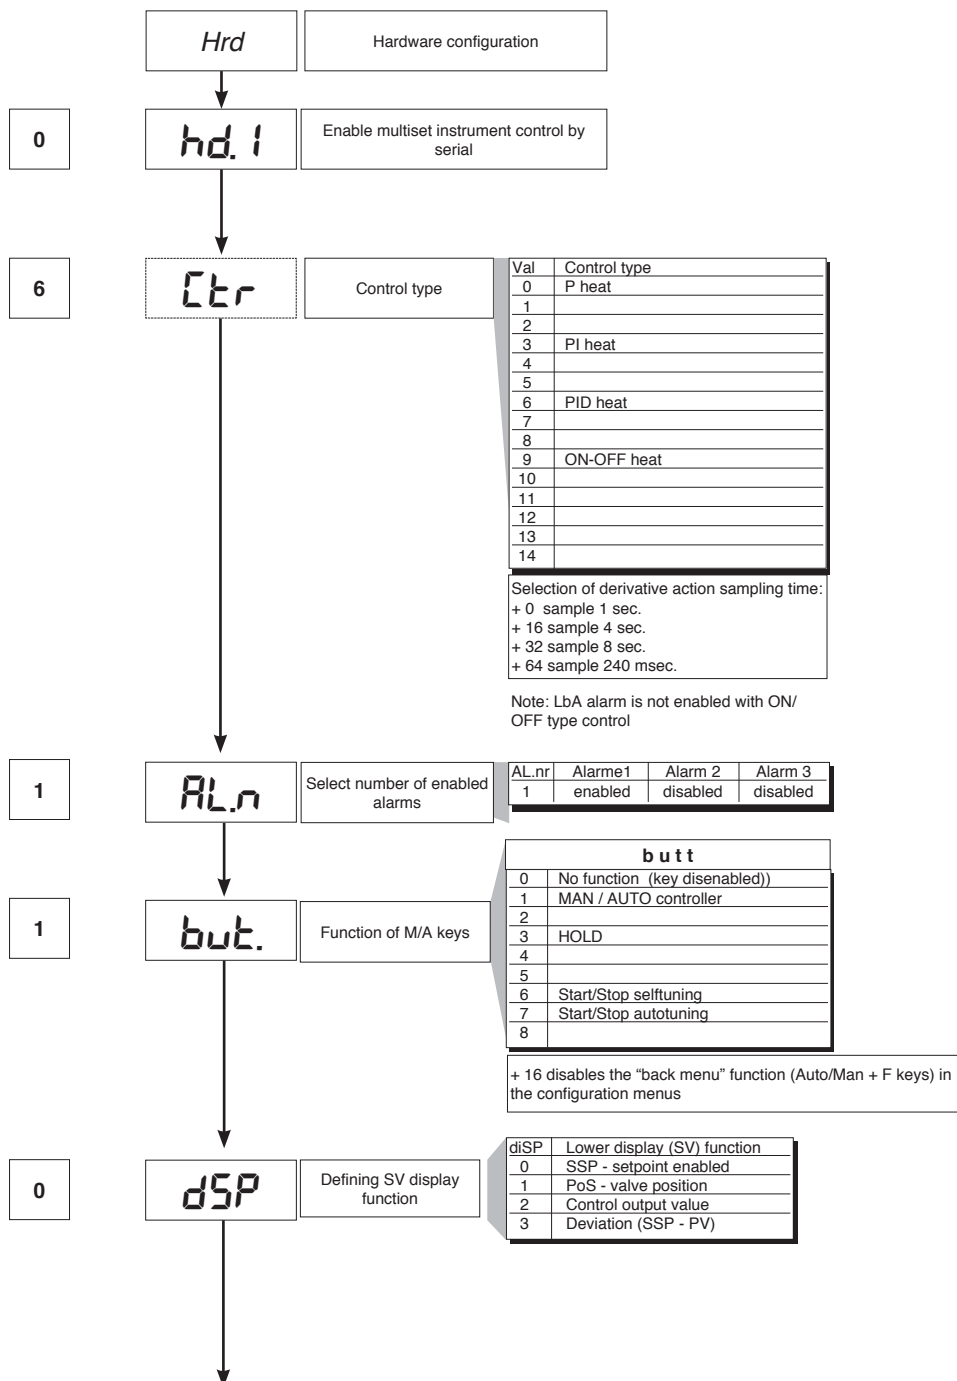 Hrd
Hardware configuration
0
hd.1
Enable multiset instrument control by
serial
6
Ctr
Control type
Val Control type
0 P heat
1
2
3 PI heat
4
5
6 PID heat
7
8
9 ON-OFF heat
10
11
12
13
14
Selection of derivative action sampling time:
+ 0 sample 1 sec.
+ 16 sample 4 sec.
+ 32 sample 8 sec.
+ 64 sample 240 msec.
Note: LbA alarm is not enabled with ON/
OFF type control
1
AL.n
Select number of enabled
alarms
AL.nr Alarme1 Alarm 2 Alarm 3
1 enabled disabled disabled
1
but.
Function of M/A keys
b u t t
0 No function (key disenabled))
1 MAN / AUTO controller
2
3 HOLD
4
5
6 Start/Stop selftuning
7 Start/Stop autotuning
8
+ 16 disables the “back menu” function (Auto/Man + F keys) in
the configuration menus
0
dSP
Defining SV display
function
diSP Lower display (SV) function
0 SSP - setpoint enabled
1 PoS - valve position
2 Control output value
3 Deviation (SSP - PV)